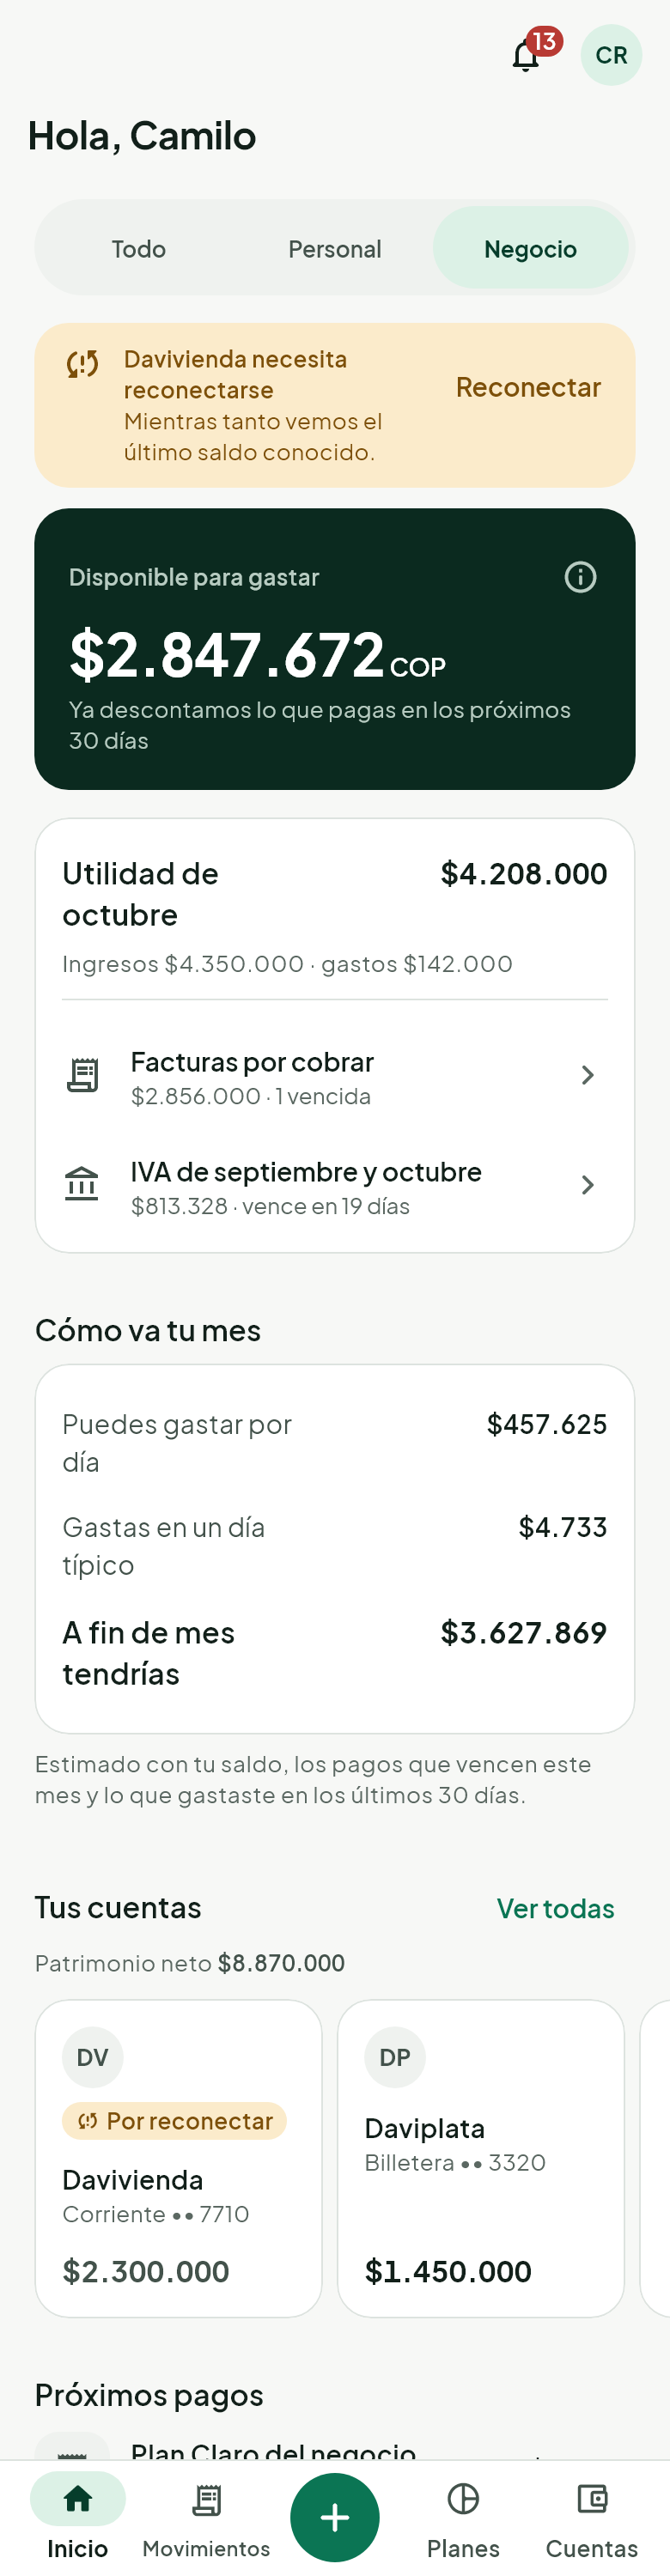 13
CR
Hola, Camilo
Todo
Personal
Negocio
Davivienda necesita
reconectarse
Mientras tanto vemos el
último saldo conocido.
Reconectar
Disponible para gastar
$2.847.672 COP
Ya descontamos lo que pagas en los próximos
30 días
Utilidad de
octubre
$4.208.000
Ingresos $4.350.000 · gastos $142.000
Facturas por cobrar
$2.856.000 · 1 vencida
IVA de septiembre y octubre
$813.328 · vence en 19 días
Cómo va tu mes
Puedes gastar por
día
$457.625
Gastas en un día
típico
$4.733
A fin de mes
tendrías
$3.627.869
Estimado con tu saldo, los pagos que vencen este
mes y lo que gastaste en los últimos 30 días.
Tus cuentas
Ver todas
Patrimonio neto $8.870.000
DV
Por reconectar
Davivienda
Corriente •• 7710
$2.300.000
DP
Daviplata
Billetera •• 3320
$1.450.000
Próximos pagos
Plan Claro del negocio
Inicio
Movimientos
Planes
Cuentas